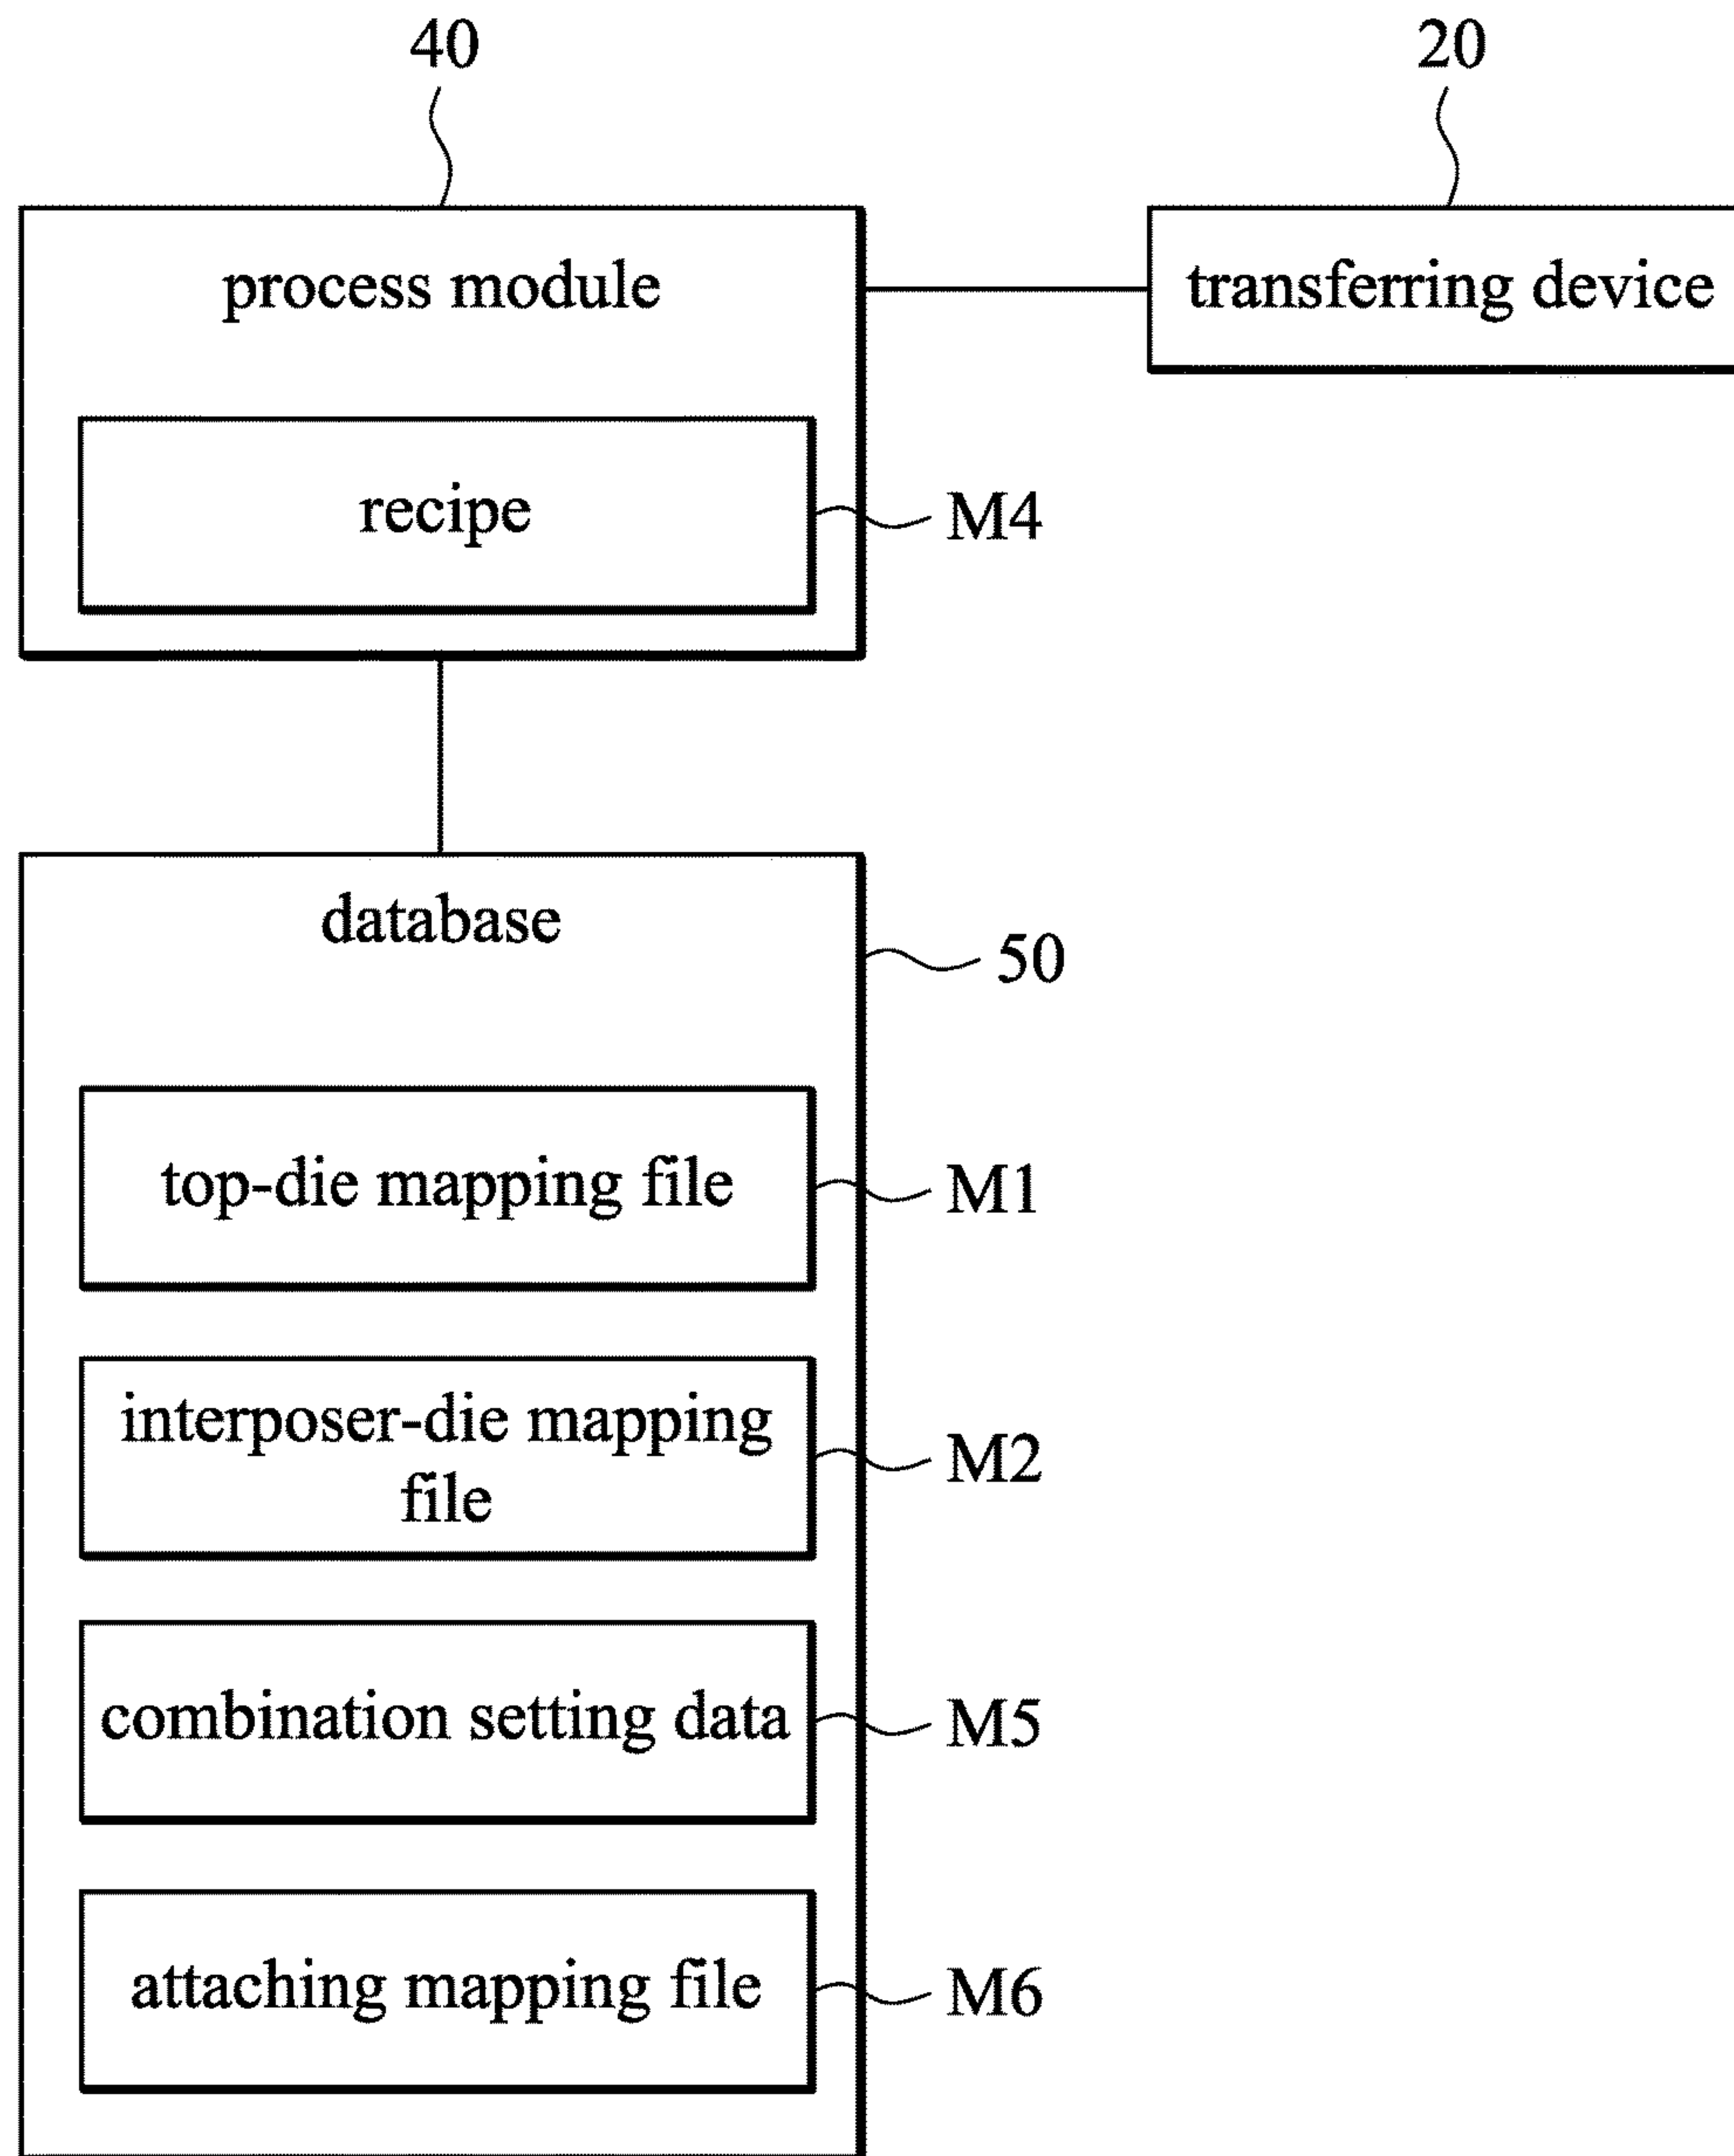 40
20
process module
transferring device
recipe
M4
database
50
top-die mapping file
M1
interposer-die mapping
file
M2
combination setting data
M5
attaching mapping file
M6